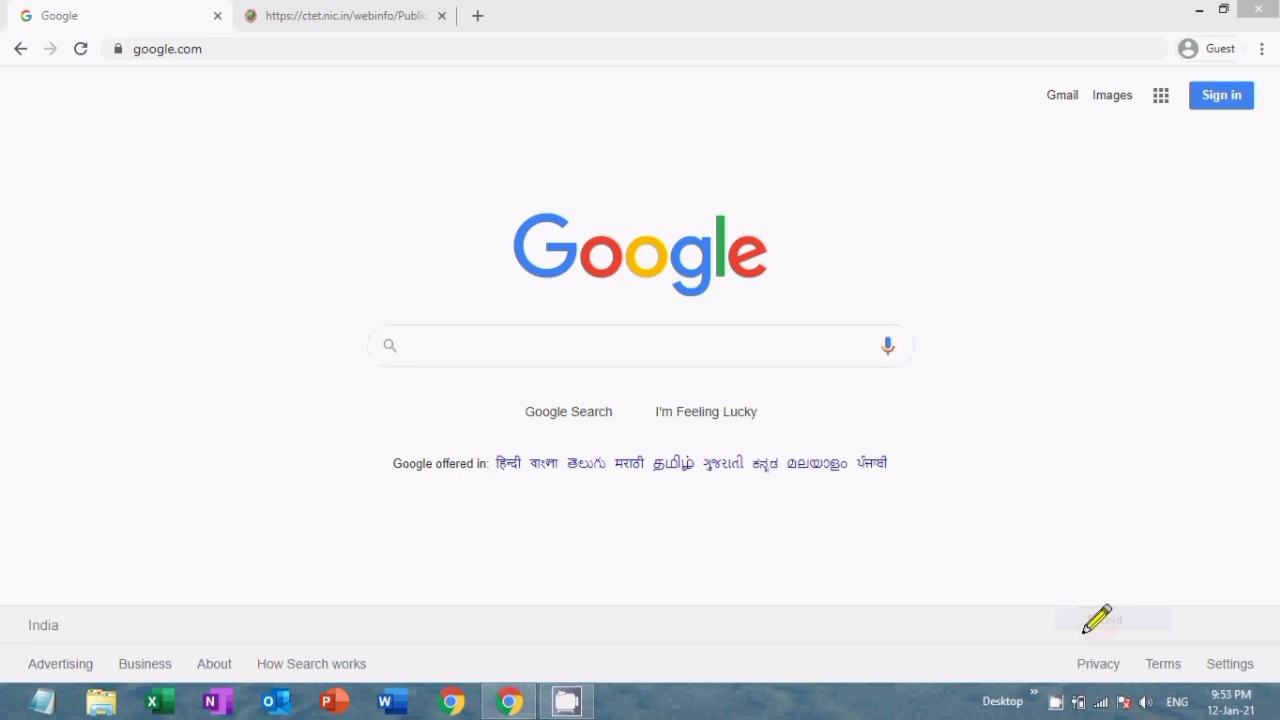 Google
https://ctet.nic.in/webinfo/Public
google.com
Guest
Gmail Images Sign in
Google
Google Search I'm Feeling Lucky
Google offered in: हिन्दी বাংলা తెలుగు मराठी தமிழ் ગુજરાતી ಕನ್ನಡ മലയാളം ਪੰਜਾਬੀ
India
Advertising Business About How Search works Privacy Terms Settings
Desktop ENG 9:53 PM
12-Jan-21